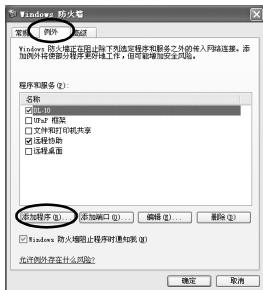 Windows 防火墙
常规 例外 高级
Windows 防火墙正在阻止除下列选定程序和服务之外的传入网络连接。添
加例外将使部分程序更好地工作，但可能增加安全风险。
程序和服务(P):
名称
DL-10
UPnP 框架
文件和打印机共享
远程协助
远程桌面
添加程序(R)... 添加端口(O)... 编辑(E)... 删除(D)
Windows 防火墙阻止程序时通知我(N)
允许例外存在什么风险?
确定 取消